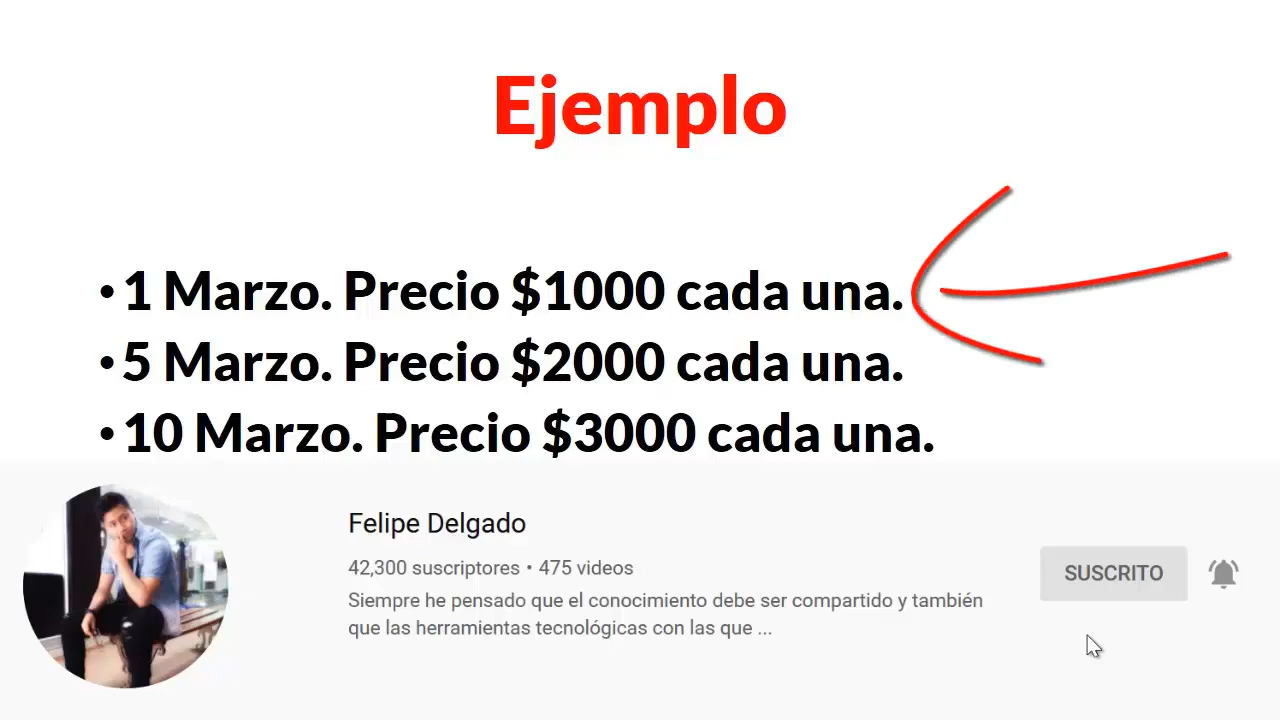 Ejemplo
• 1 Marzo. Precio $1000 cada una.
• 5 Marzo. Precio $2000 cada una.
• 10 Marzo. Precio $3000 cada una.
Felipe Delgado
42,300 suscriptores • 475 videos
Siempre he pensado que el conocimiento debe ser compartido y también
que las herramientas tecnológicas con las que ...
SUSCRITO